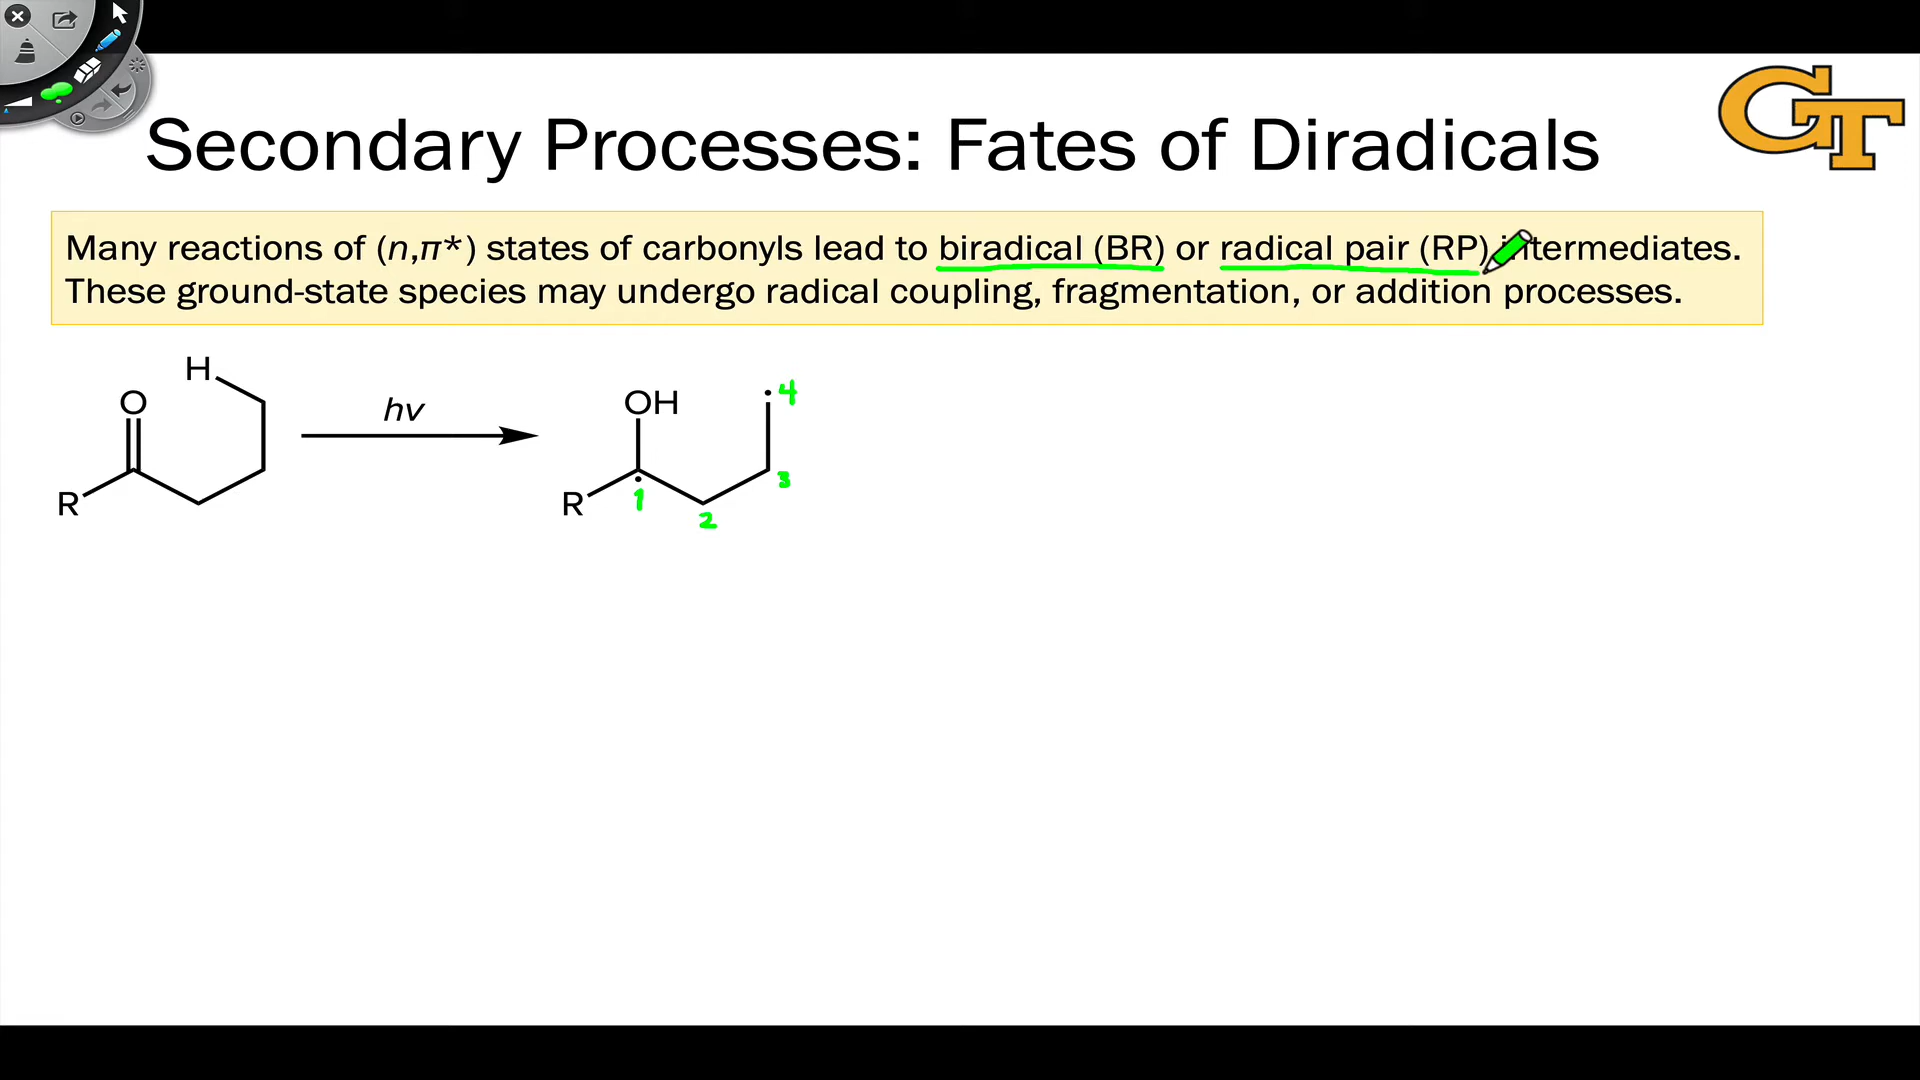 GT
Secondary Processes: Fates of Diradicals
Many reactions of (n,π*) states of carbonyls lead to biradical (BR) or radical pair (RP) intermediates.
These ground-state species may undergo radical coupling, fragmentation, or addition processes.
H
O
R
hν
OH
R
1
2
3
4